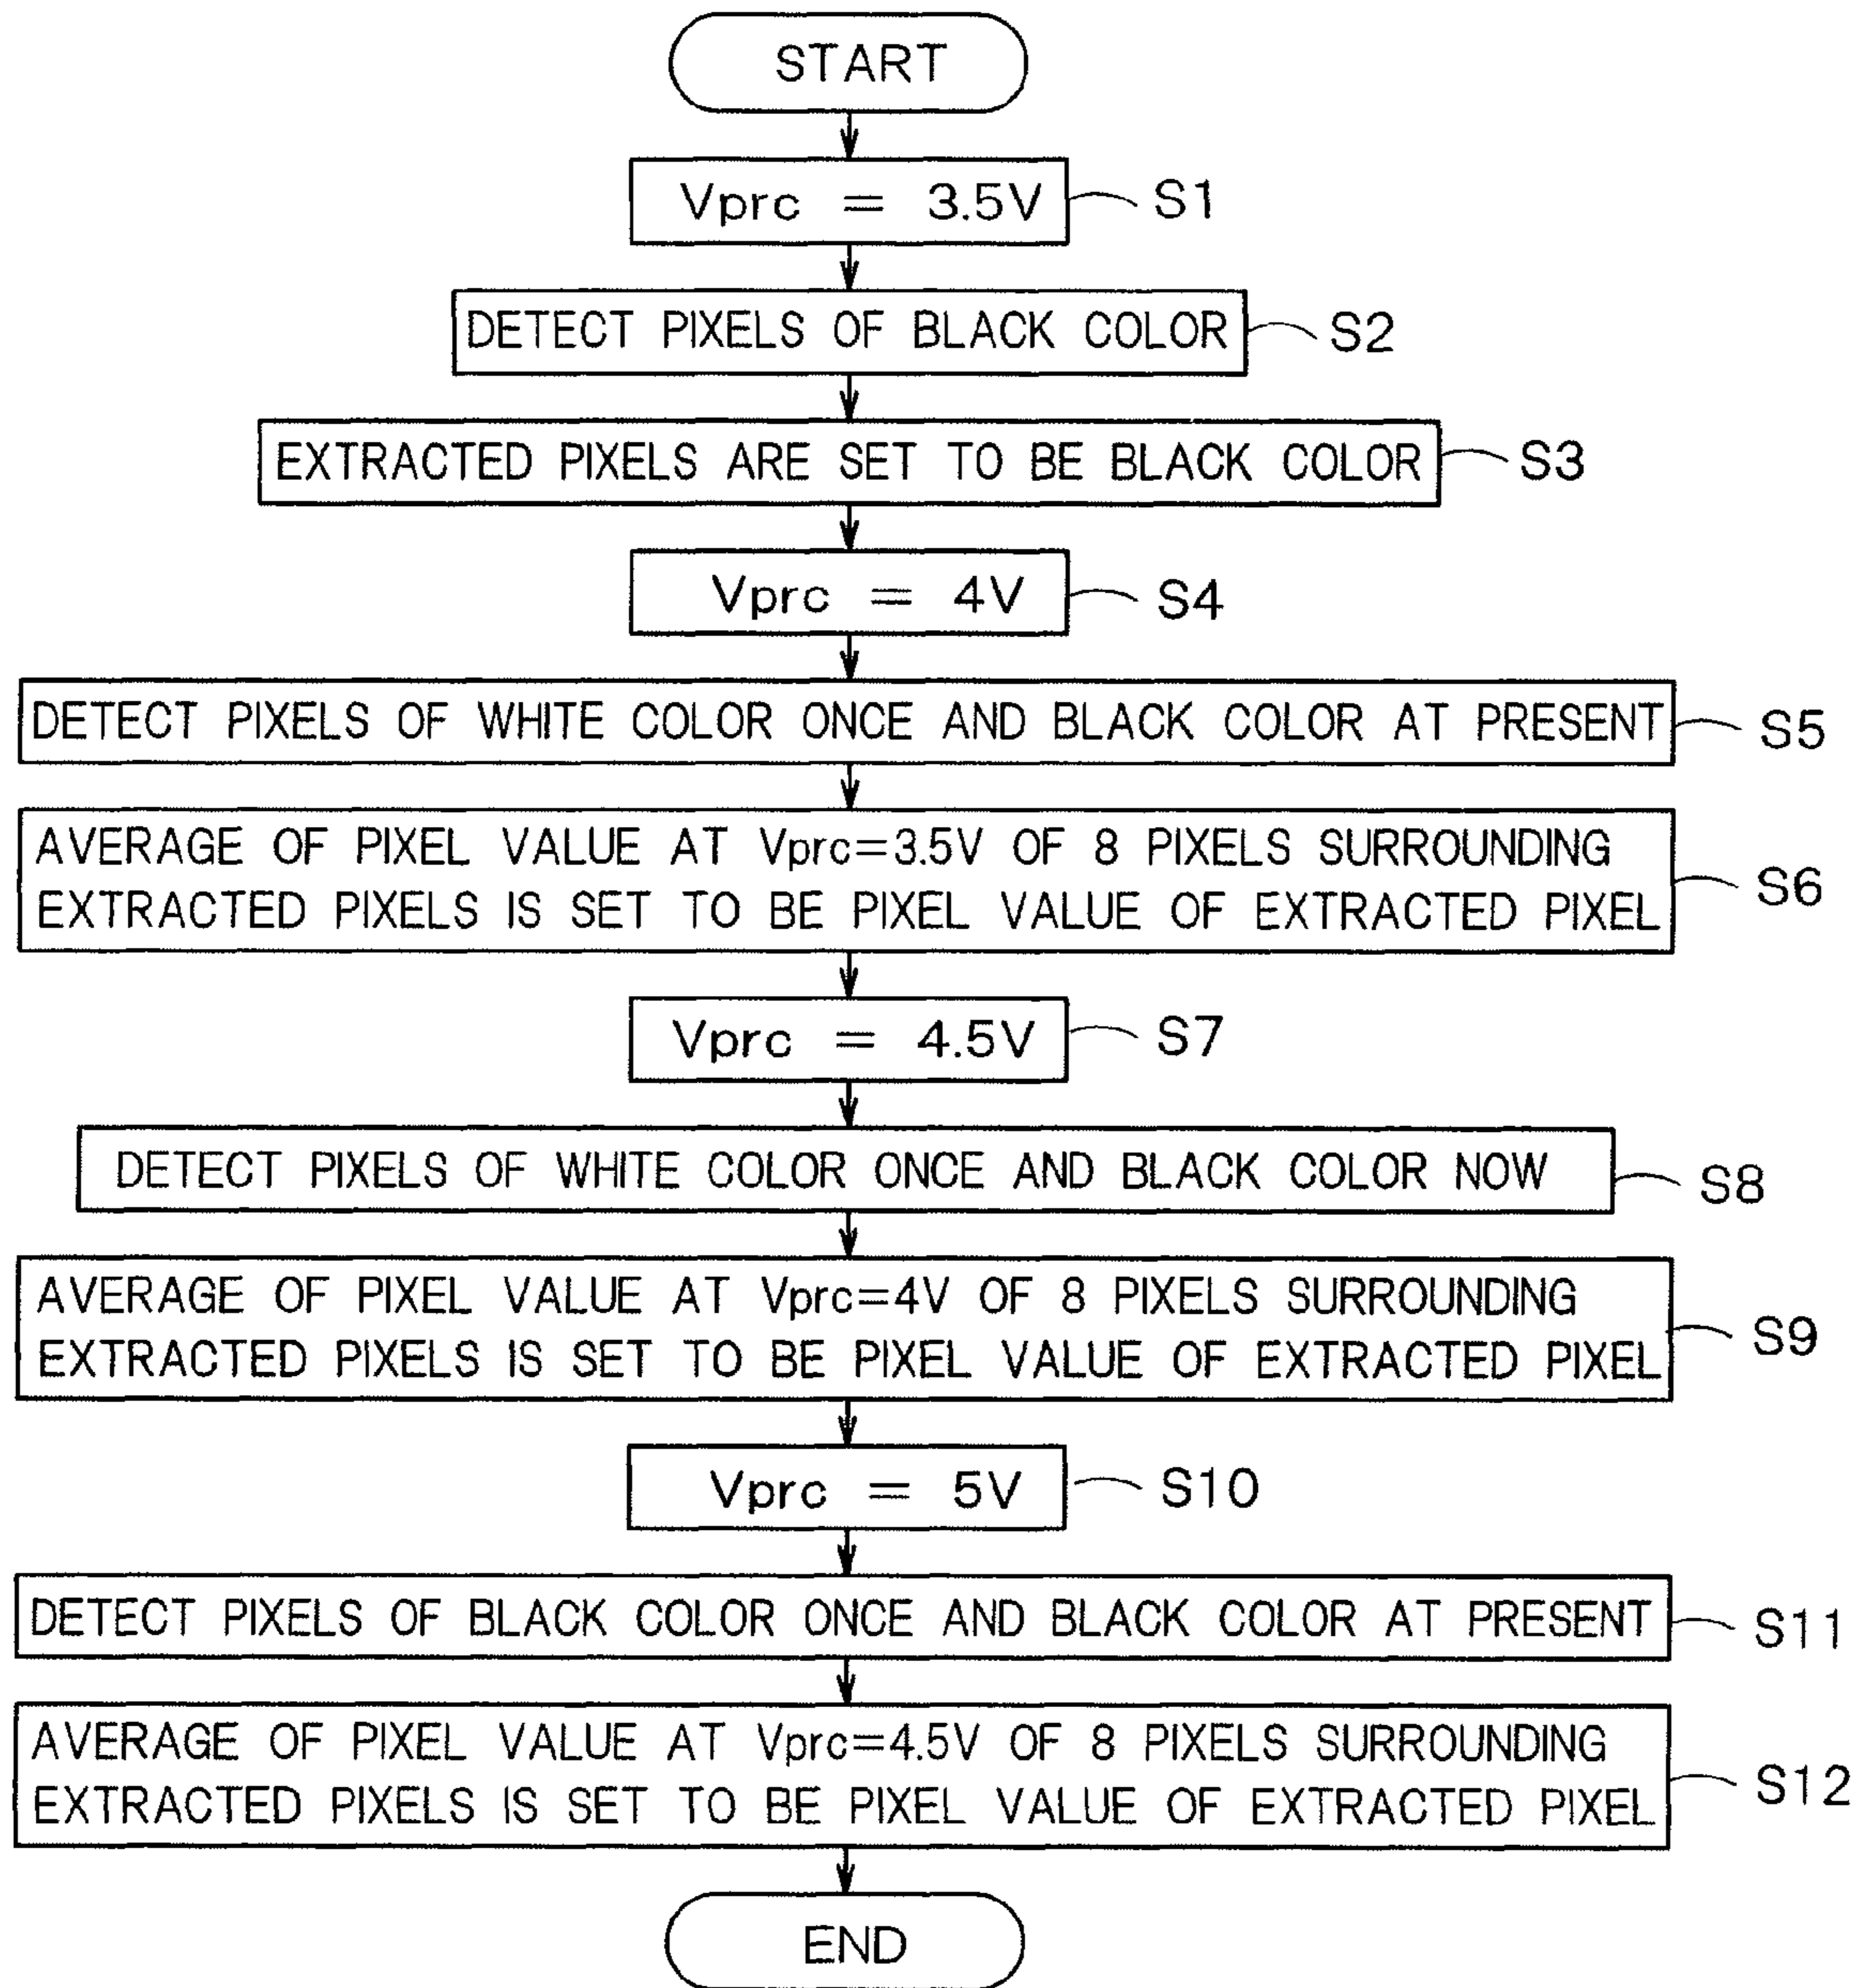 START
Vprc = 3.5V S1
DETECT PIXELS OF BLACK COLOR S2
EXTRACTED PIXELS ARE SET TO BE BLACK COLOR S3
Vprc = 4V S4
DETECT PIXELS OF WHITE COLOR ONCE AND BLACK COLOR AT PRESENT S5
AVERAGE OF PIXEL VALUE AT Vprc=3.5V OF 8 PIXELS SURROUNDING
EXTRACTED PIXELS IS SET TO BE PIXEL VALUE OF EXTRACTED PIXEL S6
Vprc = 4.5V S7
DETECT PIXELS OF WHITE COLOR ONCE AND BLACK COLOR NOW S8
AVERAGE OF PIXEL VALUE AT Vprc=4V OF 8 PIXELS SURROUNDING
EXTRACTED PIXELS IS SET TO BE PIXEL VALUE OF EXTRACTED PIXEL S9
Vprc = 5V S10
DETECT PIXELS OF BLACK COLOR ONCE AND BLACK COLOR AT PRESENT S11
AVERAGE OF PIXEL VALUE AT Vprc=4.5V OF 8 PIXELS SURROUNDING
EXTRACTED PIXELS IS SET TO BE PIXEL VALUE OF EXTRACTED PIXEL S12
END